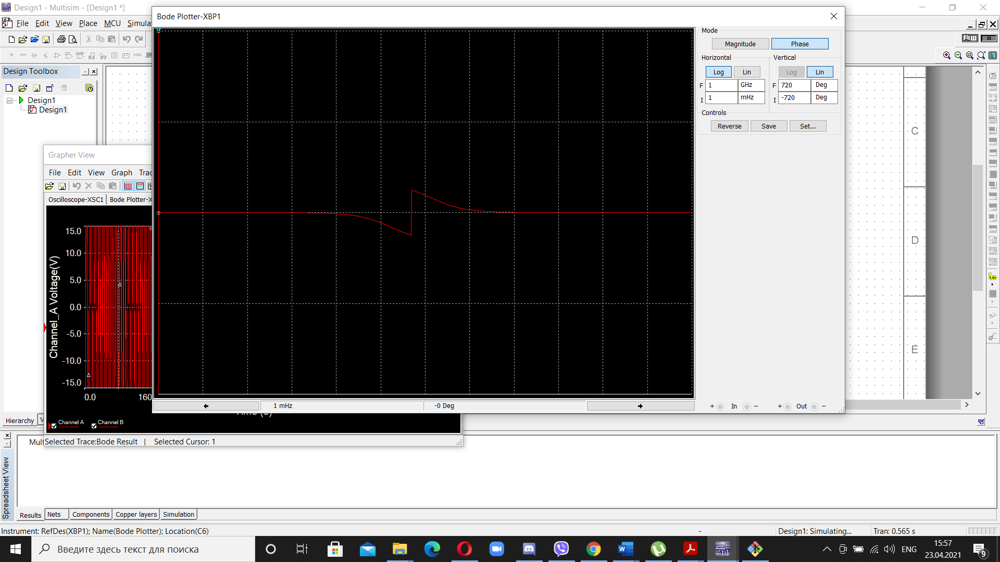 Design1 - Multisim - [Design1 *]
Bode Plotter-XBP1
File Edit View Place MCU Simula
Mode
Magnitude Phase
Horizontal Vertical
Log Lin Log Lin
F 1 GHz F 720 Deg
I 1 mHz I -720 Deg
Controls
Reverse Save Set...
MISC
Design Toolbox
Design1
Design1
C
D
E
Grapher View
File Edit View Graph Trac
Oscilloscope-XSC1 Bode Plotter-X
Channel_A Voltage(V)
15.0
10.0
5.0
0.0
-5.0
-10.0
-15.0
0.0 160
Channel A Channel B
Selected Trace:Bode Result | Selected Cursor: 1
1 mHz -0 Deg
+ In - + Out -
1.4v
Hierarchy V
Mult
Spreadsheet View
Results Nets Components Copper layers Simulation
Instrument: RefDes(XBP1); Name(Bode Plotter); Location(C6)
- Design1: Simulating... Tran: 0.565 s
Введите здесь текст для поиска
ENG
15:57
23.04.2021
9